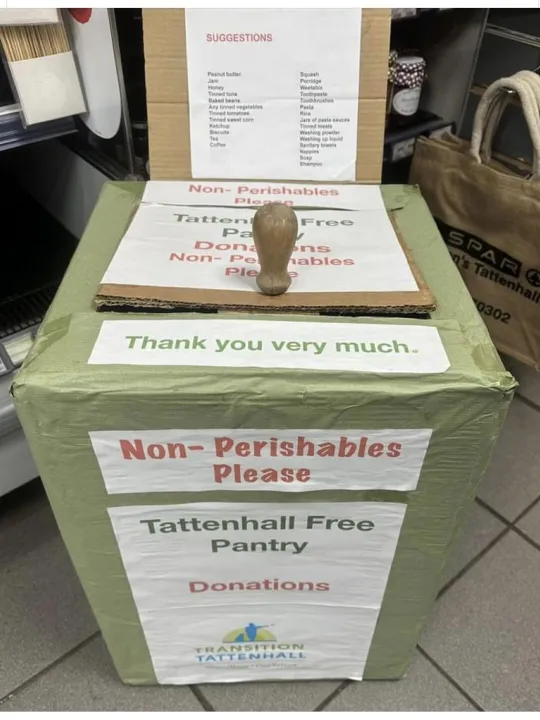 SUGGESTIONS
Peanut butter
Jam
Honey
Tinned tuna
Baked beans
Any tinned vegetables
Tinned tomatoes
Tinned sweet corn
Ketchup
Biscuits
Tea
Coffee
Squash
Porridge
Weetabix
Toothpaste
Toothbrushes
Pasta
Rice
Jars of pasta sauces
Tinned meats
Washing powder
Washing up liquid
Sanitary towels
Nappies
Soap
Shampoo
Non- Perishables
Please
Tattenhall Free
Pantry
Donations
Non- Perishables
Please
Thank you very much.
Non- Perishables
Please
Tattenhall Free
Pantry
Donations
TRANSITION
TATTENHALL
SPAR
n's Tattenhall
0302